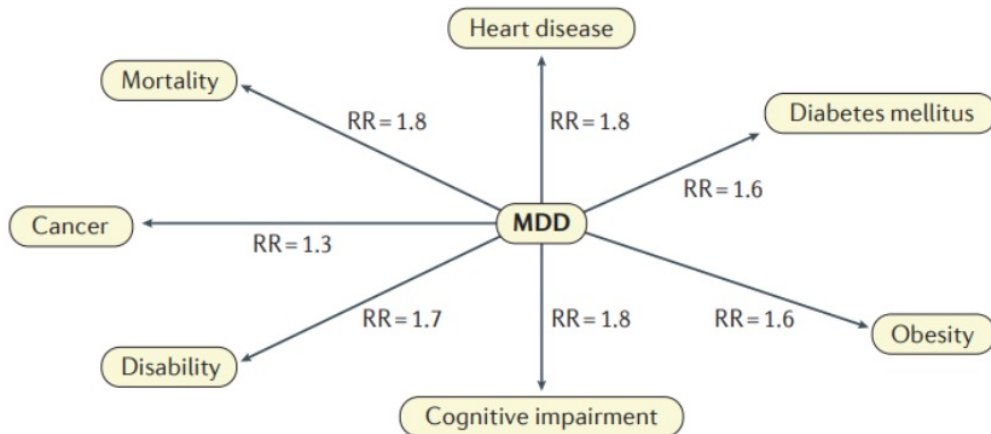 Heart disease
Mortality
RR = 1.8
RR = 1.8
Diabetes mellitus
RR = 1.6
Cancer
MDD
RR = 1.3
RR = 1.7
RR = 1.8
RR = 1.6
Obesity
Disability
Cognitive impairment